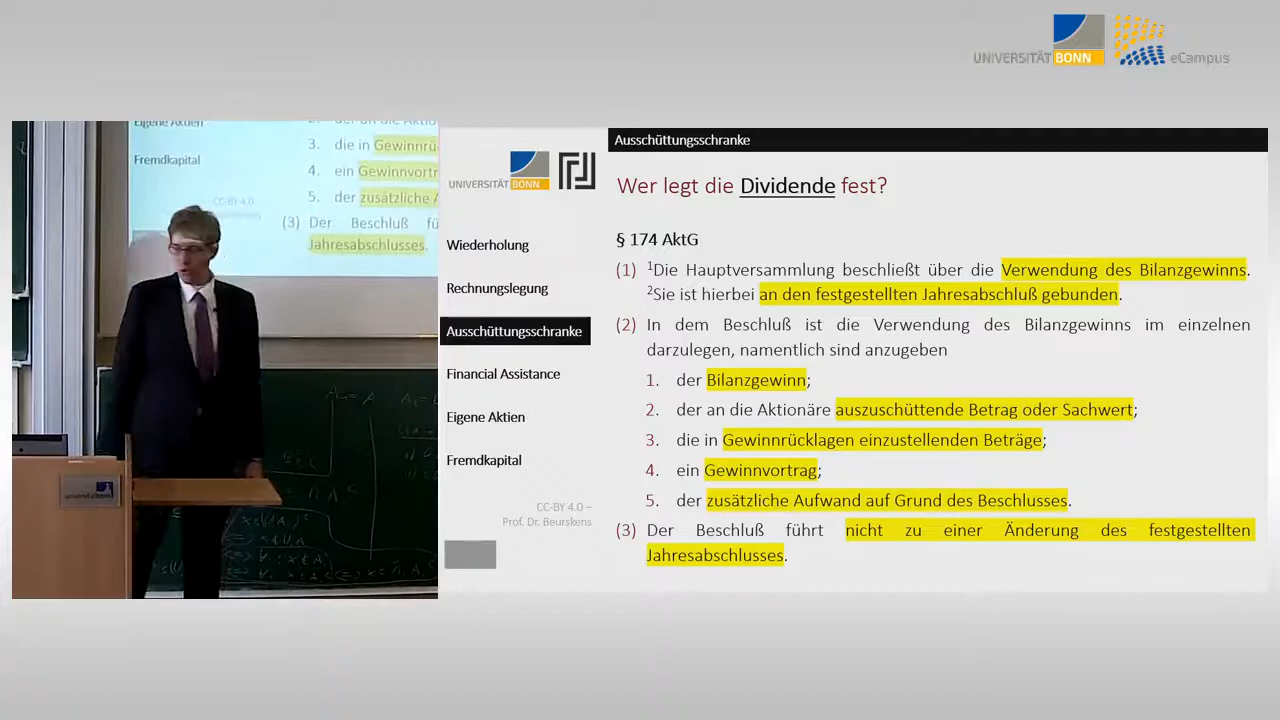 UNIVERSITÄT BONN
eCampus
Eigene Aktien
Fremdkapital
CC-BY 4.0 –
3. die in Gewinnrü
4. ein Gewinnvortr
5. der zusätzliche A
(3) Der Beschluß fü
Jahresabschlusses.
UNIVERSITÄT BONN
Wiederholung
Rechnungslegung
Ausschüttungsschranke
Financial Assistance
Eigene Aktien
Fremdkapital
CC-BY 4.0 –
Prof. Dr. Beurskens
Ausschüttungsschranke
Wer legt die Dividende fest?
§ 174 AktG
(1) 1Die Hauptversammlung beschließt über die Verwendung des Bilanzgewinns.
2Sie ist hierbei an den festgestellten Jahresabschluß gebunden.
(2) In dem Beschluß ist die Verwendung des Bilanzgewinns im einzelnen
darzulegen, namentlich sind anzugeben
1. der Bilanzgewinn;
2. der an die Aktionäre auszuschüttende Betrag oder Sachwert;
3. die in Gewinnrücklagen einzustellenden Beträge;
4. ein Gewinnvortrag;
5. der zusätzliche Aufwand auf Grund des Beschlusses.
(3) Der Beschluß führt nicht zu einer Änderung des festgestellten
Jahresabschlusses.